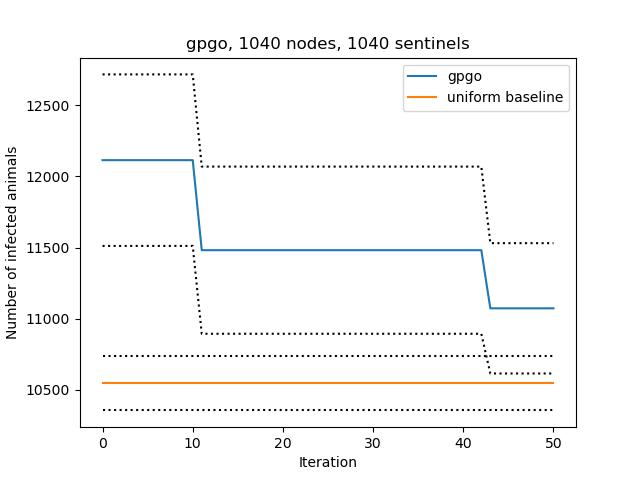 gpgo, 1040 nodes, 1040 sentinels
gpgo
uniform baseline
Number of infected animals
12500
12000
11500
11000
10500
0 10 20 30 40 50
Iteration